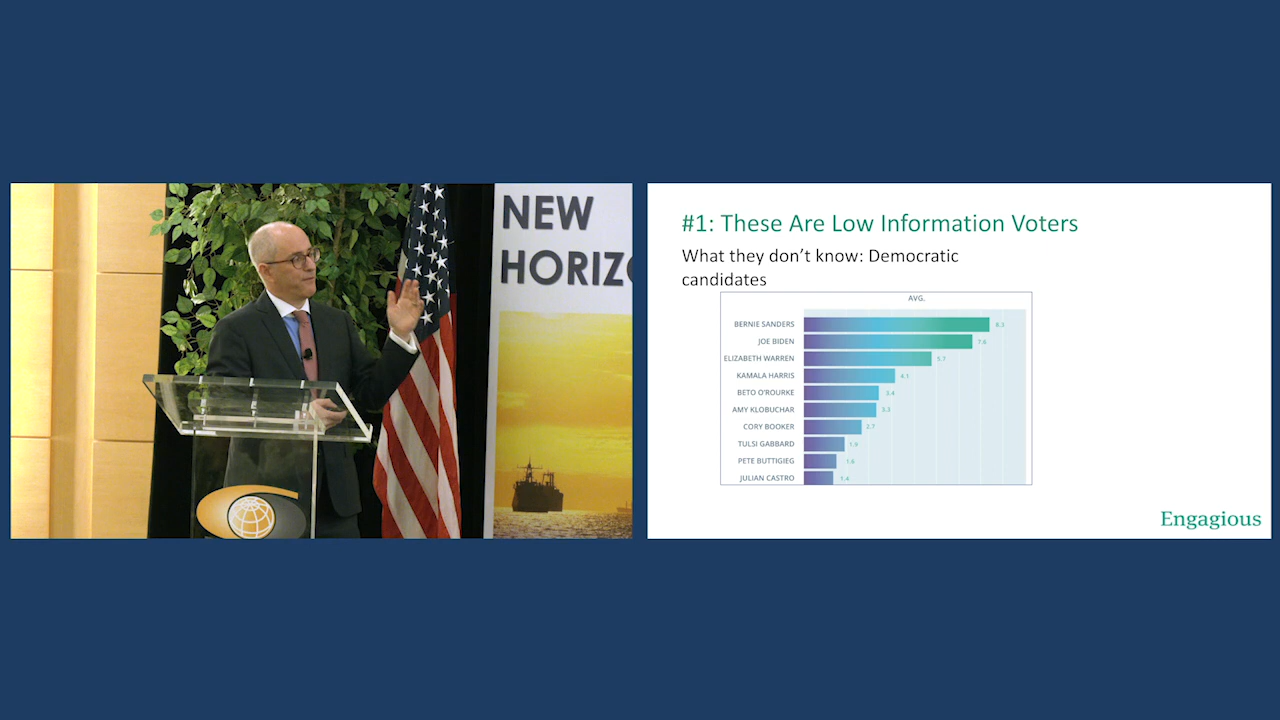 NEW
HORIZ
#1: These Are Low Information Voters
What they don't know: Democratic
candidates
AVG.
BERNIE SANDERS 8.3
JOE BIDEN 7.6
ELIZABETH WARREN 5.7
KAMALA HARRIS 4.1
BETO O'ROURKE 3.4
AMY KLOBUCHAR 3.3
CORY BOOKER 2.7
TULSI GABBARD 1.9
PETE BUTTIGIEG 1.6
JULIAN CASTRO 1.4
Engagious